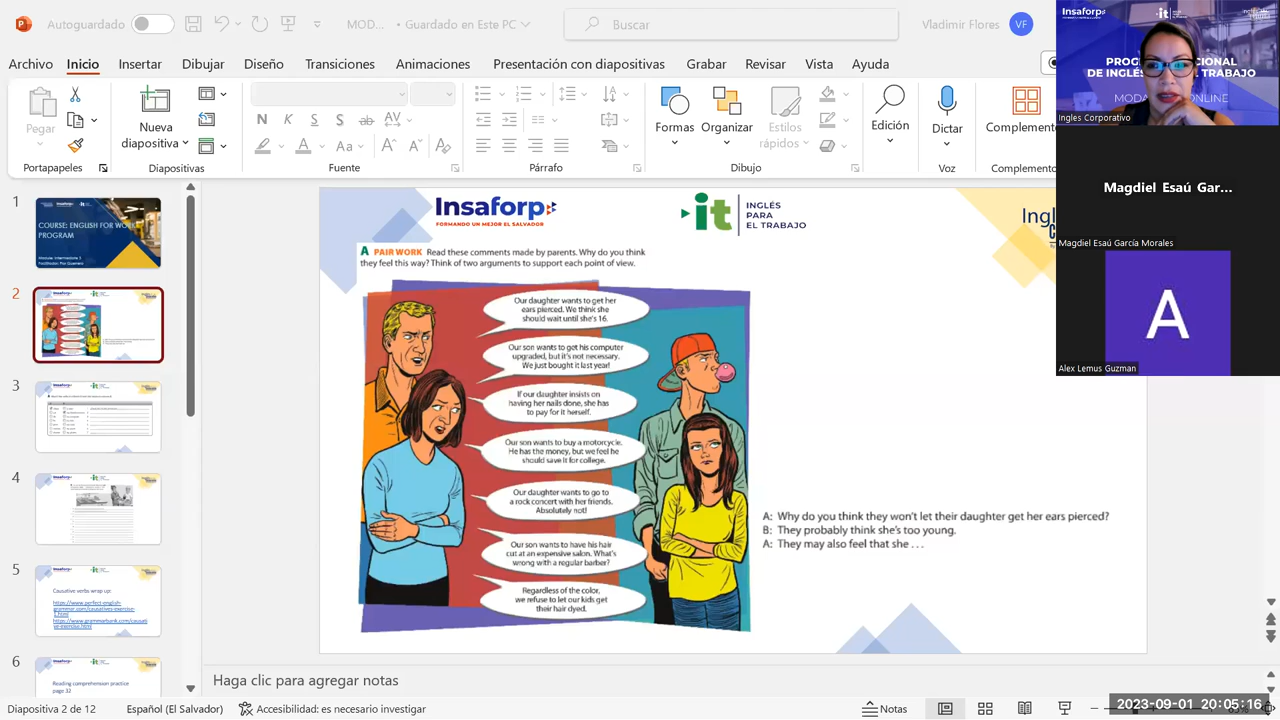 Autoguardado
Guardado en Este PC
Buscar
Vladimir Flores
VF
Archivo
Inicio
Insertar
Dibujar
Diseño
Transiciones
Animaciones
Presentación con diapositivas
Grabar
Revisar
Vista
Ayuda
Pegar
Nueva
diapositiva
Formas
Organizar
Estilos
rápidos
Edición
Dictar
Complemento
Portapapeles
Diapositivas
Fuente
Párrafo
Dibujo
Voz
Complemento
1
COURSE: ENGLISH FOR WORK
PROGRAM
2
3
4
5
Causative verbs wrap up:
6
Reading comprehension practice
page 32
Insaforp
FORMANDO UN MEJOR EL SALVADOR
it
INGLÉS
PARA
EL TRABAJO
A PAIR WORK Read these comments made by parents. Why do you think
they feel this way? Think of two arguments to support each point of view.
Our daughter wants to get her
ears pierced. We think she
should wait until she's 16.
Our son wants to get his computer
upgraded, but it's not necessary.
We just bought it last year!
If our daughter insists on
having her nails done, she has
to pay for it herself.
Our son wants to buy a motorcycle.
He has the money, but we feel he
should save it for college.
Our daughter wants to go to
a rock concert with her friends.
Absolutely not!
Our son wants to have his hair
cut at an expensive salon. What's
wrong with a regular barber?
Regardless of the color,
we refuse to let our kids get
their hair dyed.
A: Why do you think they won't let their daughter get her ears pierced?
B: They probably think she's too young.
A: They may also feel that she . . .
Insaforp
it
Ingles Corporativo
Magdiel Esaú Gar...
Magdiel Esaú García Morales
A
Alex Lemus Guzman
Haga clic para agregar notas
Diapositiva 2 de 12
Español (El Salvador)
Accesibilidad: es necesario investigar
Notas
2023-09-01 20:05:16